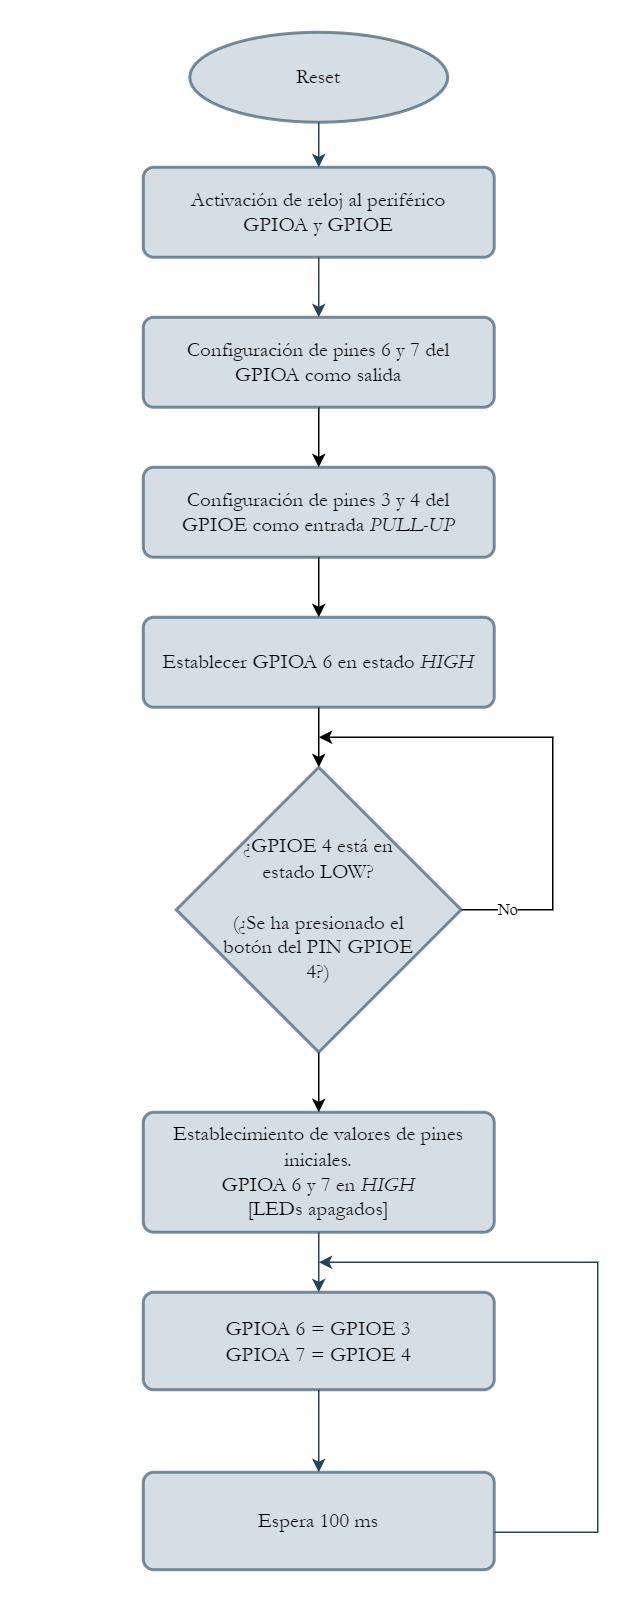 Reset
Activación de reloj al periférico
GPIOA y GPIOE
Configuración de pines 6 y 7 del
GPIOA como salida
Configuración de pines 3 y 4 del
GPIOE como entrada PULL-UP
Establecer GPIOA 6 en estado HIGH
¿GPIOE 4 está en
estado LOW?
(¿Se ha presionado el
botón del PIN GPIOE
4?)
No
Establecimiento de valores de pines
iniciales.
GPIOA 6 y 7 en HIGH
[LEDs apagados]
GPIOA 6 = GPIOE 3
GPIOA 7 = GPIOE 4
Espera 100 ms